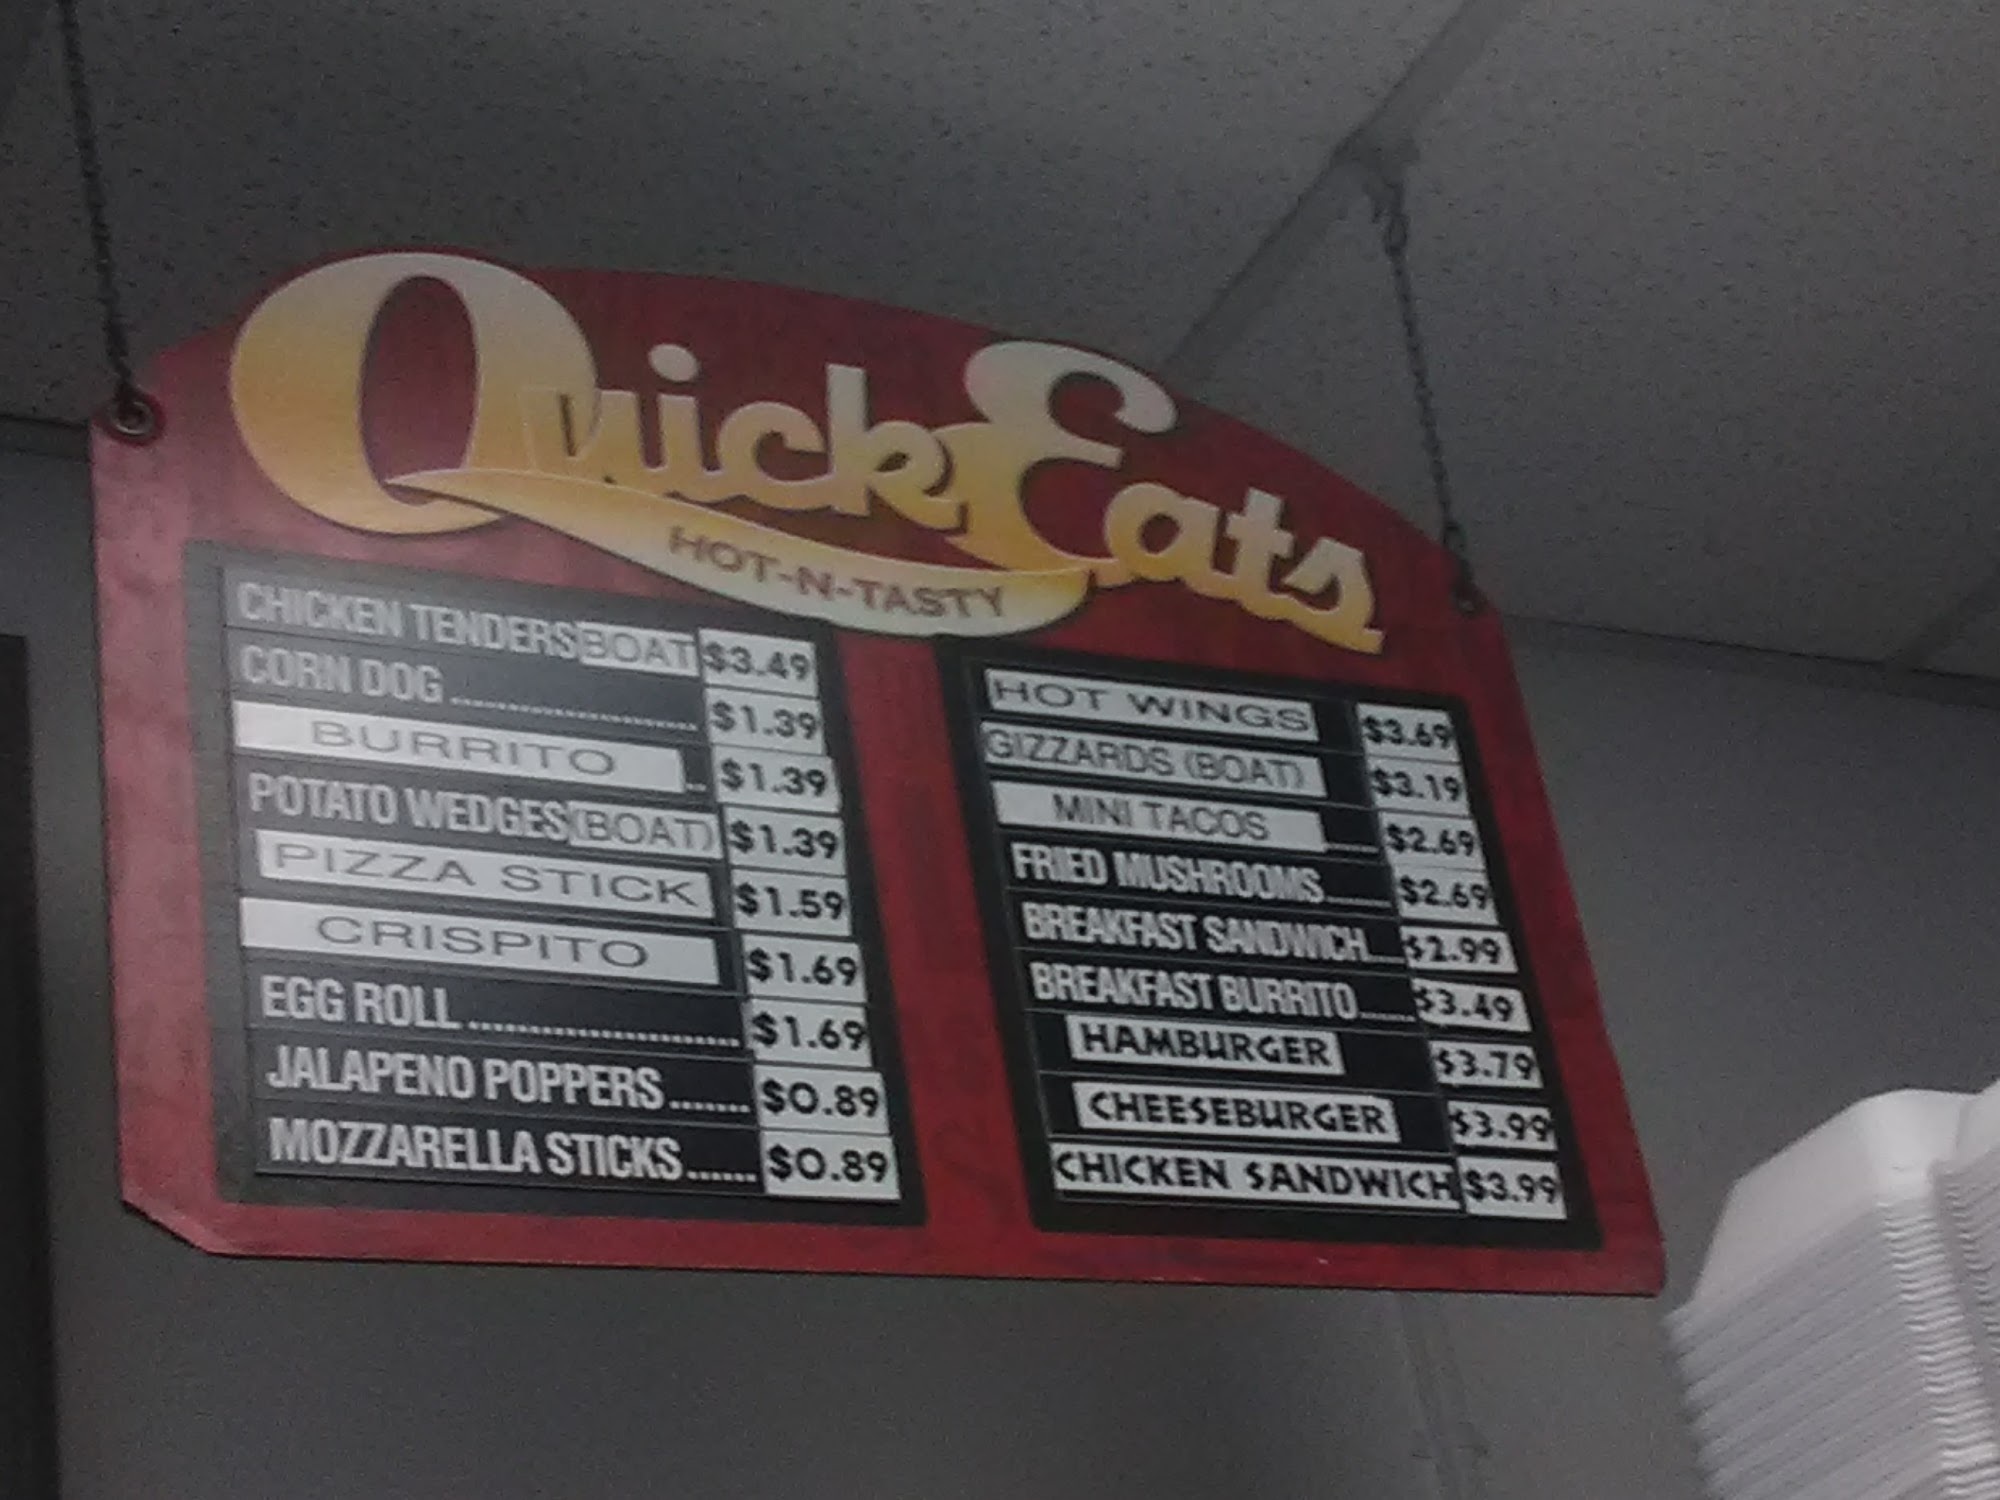 QuickEats
HOT-N-TASTY
CHICKEN TENDERS BOAT $3.49
CORN DOG .................... $1.39
BURRITO .. $1.39
POTATO WEDGES (BOAT) $1.39
PIZZA STICK $1.59
CRISPITO $1.69
EGG ROLL ...................... $1.69
JALAPENO POPPERS ....... $0.89
MOZZARELLA STICKS ...... $0.89
HOT WINGS $3.69
GIZZARDS (BOAT) $3.19
MINI TACOS ..... $2.69
FRIED MUSHROOMS ...... $2.69
BREAKFAST SANDWICH .... $2.99
BREAKFAST BURRITO ...... $3.49
HAMBURGER $3.79
CHEESEBURGER $3.99
CHICKEN SANDWICH $3.99